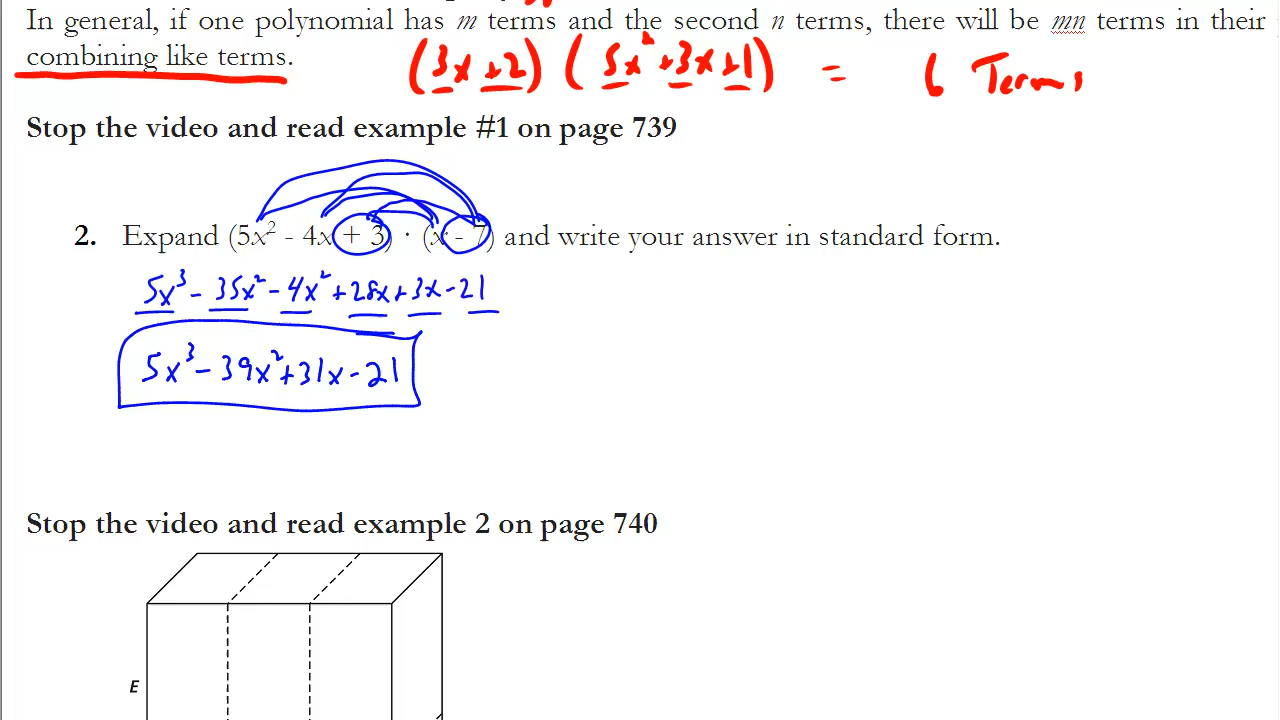 In general, if one polynomial has m terms and the second n terms, there will be mn terms in their
combining like terms.
(3x + 2) (5x² + 3x + 1) = 6 Terms
Stop the video and read example #1 on page 739
2. Expand (5x² - 4x + 3) · (x - 7) and write your answer in standard form.
5x³ - 35x² - 4x² + 28x + 3x - 21
5x³ - 39x² + 31x - 21
Stop the video and read example 2 on page 740
E